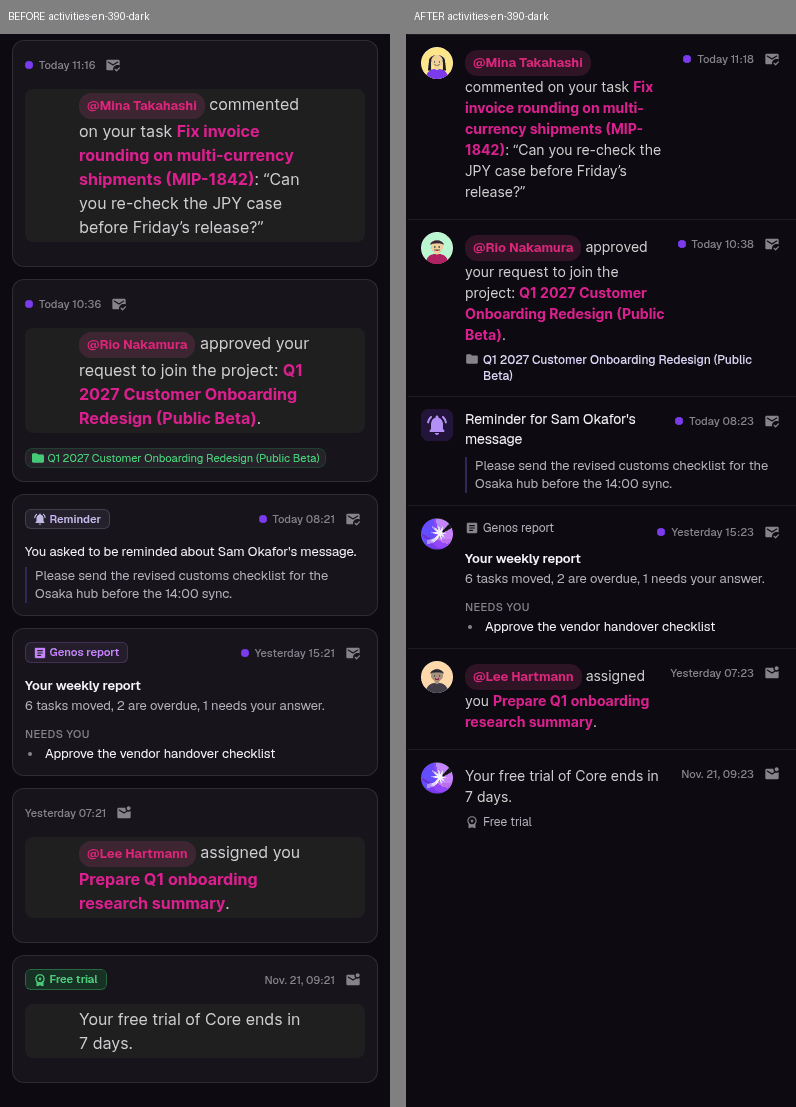 BEFORE activities-en-390-dark
Today 11:16
@Mina Takahashi commented
on your task Fix invoice
rounding on multi-currency
shipments (MIP-1842): “Can
you re-check the JPY case
before Friday’s release?”
Today 10:36
@Rio Nakamura approved your
request to join the project: Q1
2027 Customer Onboarding
Redesign (Public Beta).
Q1 2027 Customer Onboarding Redesign (Public Beta)
Reminder
Today 08:21
You asked to be reminded about Sam Okafor's message.
Please send the revised customs checklist for the
Osaka hub before the 14:00 sync.
Genos report
Yesterday 15:21
Your weekly report
6 tasks moved, 2 are overdue, 1 needs your answer.
NEEDS YOU
• Approve the vendor handover checklist
Yesterday 07:21
@Lee Hartmann assigned you
Prepare Q1 onboarding
research summary.
Free trial
Nov. 21, 09:21
Your free trial of Core ends in
7 days.
AFTER activities-en-390-dark
@Mina Takahashi
Today 11:18
commented on your task Fix
invoice rounding on multi-
currency shipments (MIP-
1842): “Can you re-check the
JPY case before Friday’s
release?”
@Rio Nakamura approved
Today 10:38
your request to join the
project: Q1 2027 Customer
Onboarding Redesign (Public
Beta).
Q1 2027 Customer Onboarding Redesign (Public
Beta)
Reminder for Sam Okafor's
message
Today 08:23
Please send the revised customs checklist for the
Osaka hub before the 14:00 sync.
Genos report
Yesterday 15:23
Your weekly report
6 tasks moved, 2 are overdue, 1 needs your answer.
NEEDS YOU
• Approve the vendor handover checklist
@Lee Hartmann assigned
Yesterday 07:23
you Prepare Q1 onboarding
research summary.
Your free trial of Core ends in
Nov. 21, 09:23
7 days.
Free trial